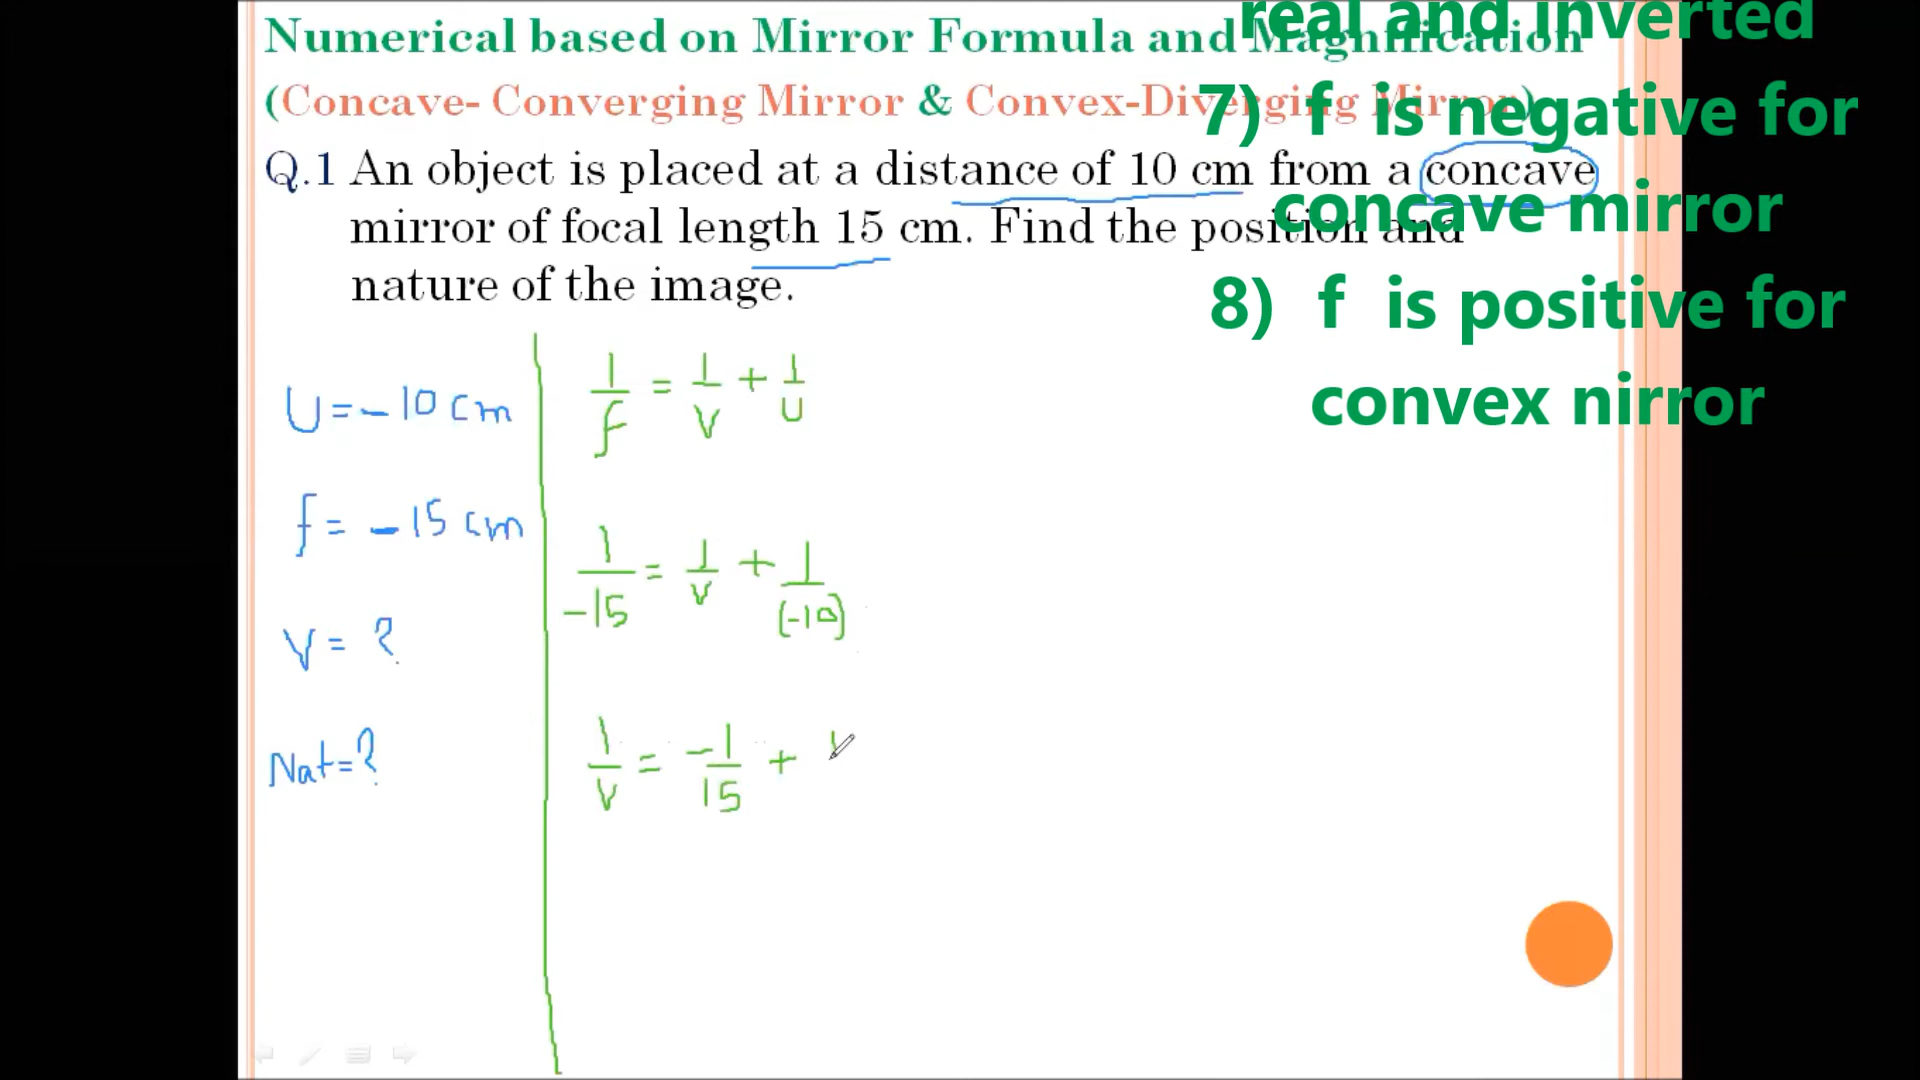 Numerical based on Mirror Formula and Magnification
(Concave- Converging Mirror & Convex-Diverging Mirror)
Q.1 An object is placed at a distance of 10 cm from a concave
mirror of focal length 15 cm. Find the position and
nature of the image.
real and inverted
7) f is negative for
concave mirror
8) f is positive for
convex nirror
U = - 10 cm
f = - 15 cm
V = ?
Nat = ?
1/f = 1/V + 1/U
1/-15 = 1/V + 1/(-10)
1/V = -1/15 +